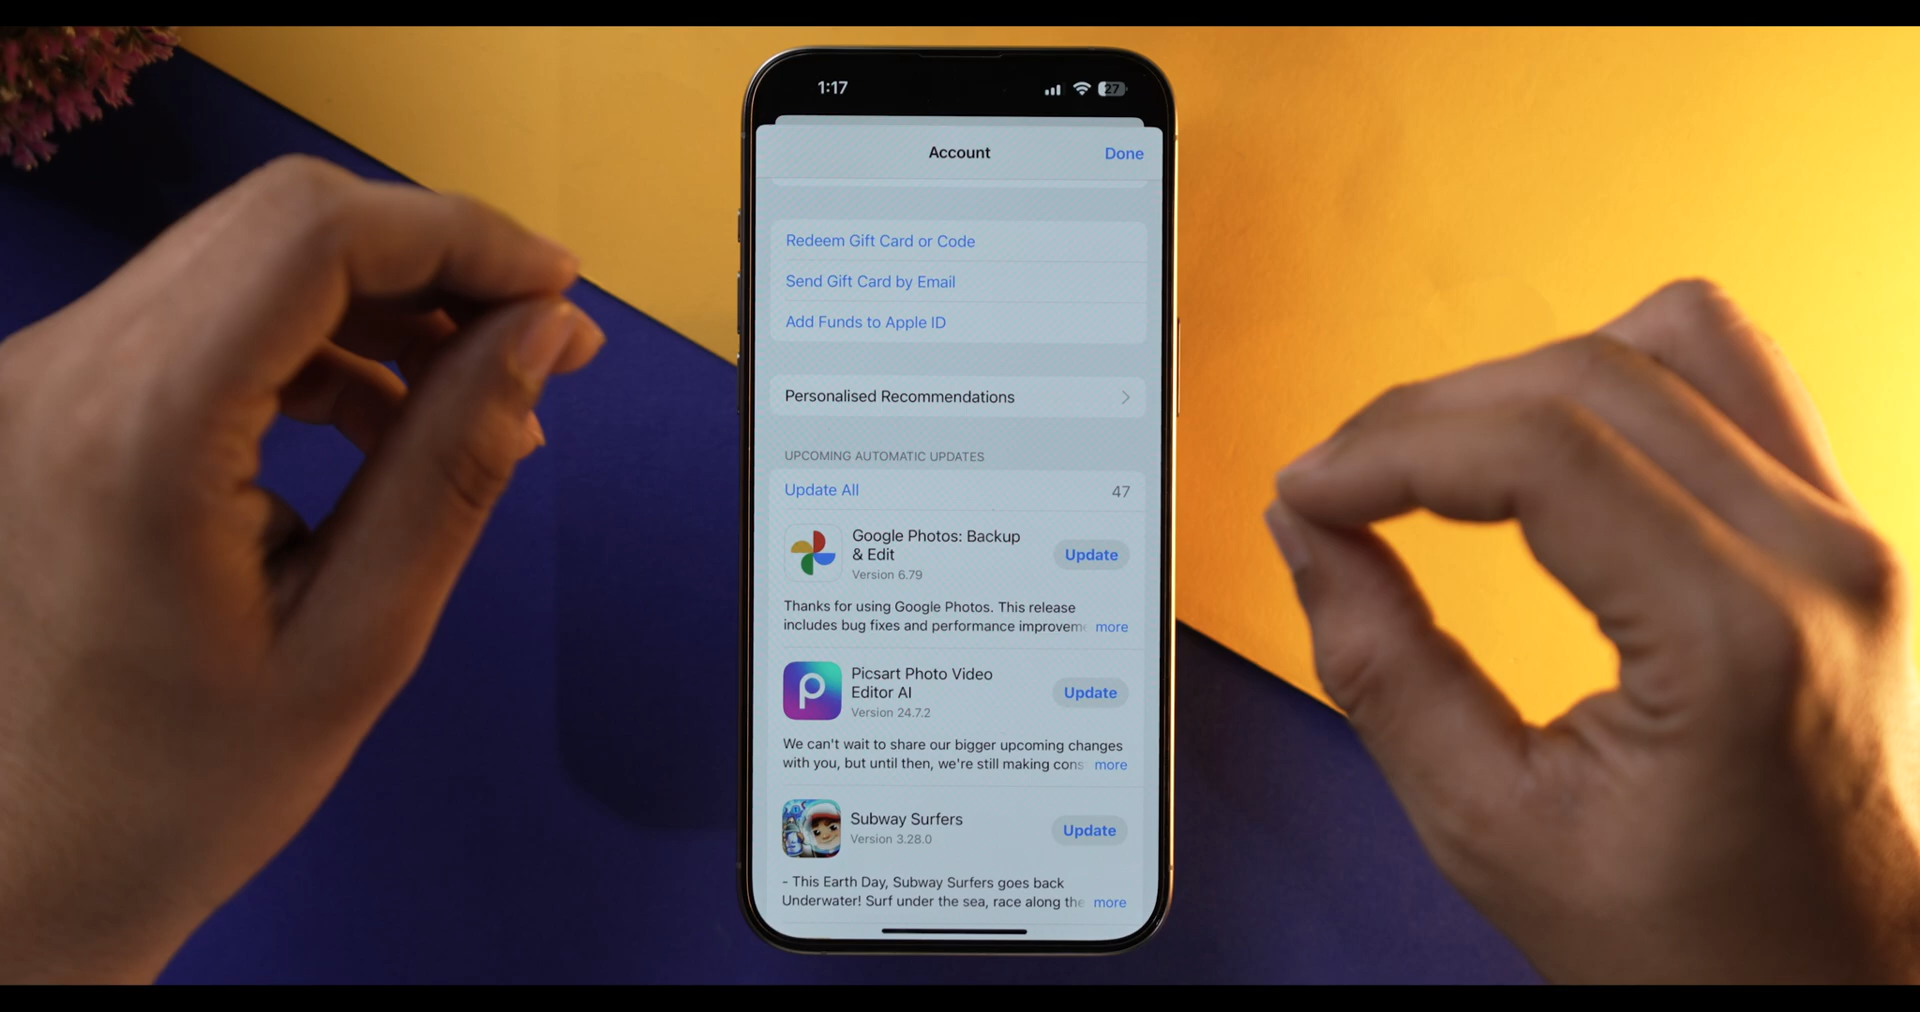 1:17
27
Account
Done
Redeem Gift Card or Code
Send Gift Card by Email
Add Funds to Apple ID
Personalised Recommendations
UPCOMING AUTOMATIC UPDATES
Update All
47
Google Photos: Backup
& Edit
Version 6.79
Update
Thanks for using Google Photos. This release
includes bug fixes and performance improvem
more
Picsart Photo Video
Editor AI
Version 24.7.2
Update
We can't wait to share our bigger upcoming changes
with you, but until then, we're still making cons
more
Subway Surfers
Version 3.28.0
Update
- This Earth Day, Subway Surfers goes back
Underwater! Surf under the sea, race along the
more